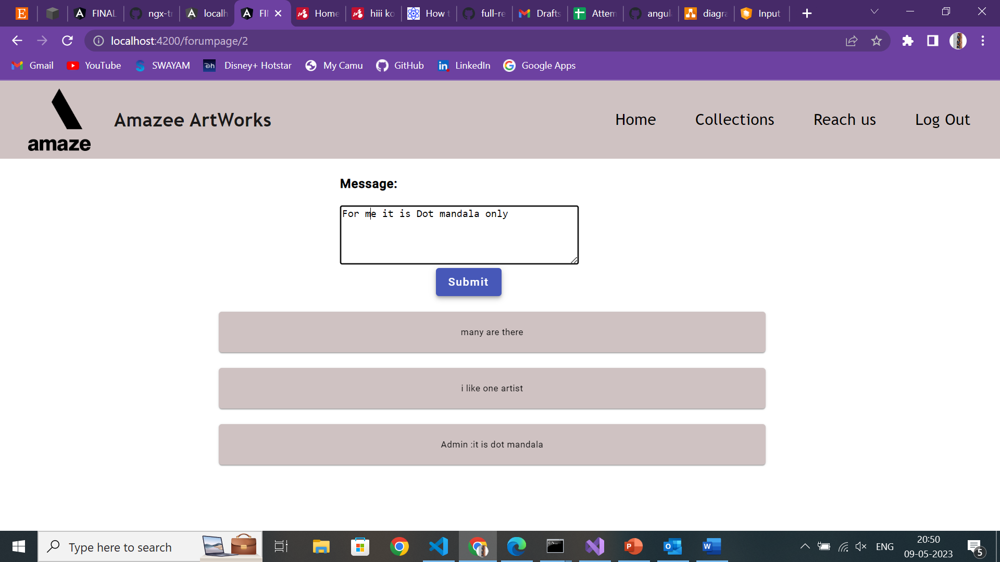 FINAL
ngx-tr
localh
FI
Home
hiii ko
How t
full-re
Drafts
Attem
angul
diagra
Input
localhost:4200/forumpage/2
Gmail
YouTube
SWAYAM
Disney+ Hotstar
My Camu
GitHub
LinkedIn
Google Apps
amaze
Amazee ArtWorks
Home
Collections
Reach us
Log Out
Message:
For me it is Dot mandala only
Submit
many are there
i like one artist
Admin :it is dot mandala
Type here to search
ENG
20:50
09-05-2023
5